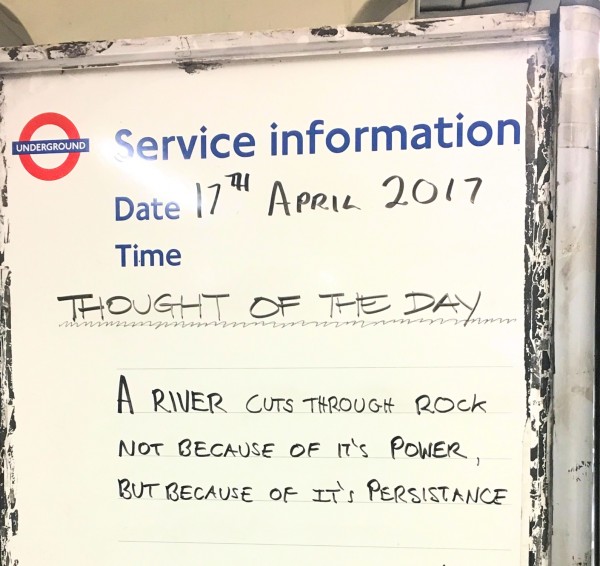 UNDERGROUND
Service information
Date 17TH APRIL 2017
Time
THOUGHT OF THE DAY
A RIVER CUTS THROUGH ROCK
NOT BECAUSE OF IT'S POWER,
BUT BECAUSE OF IT'S PERSISTANCE